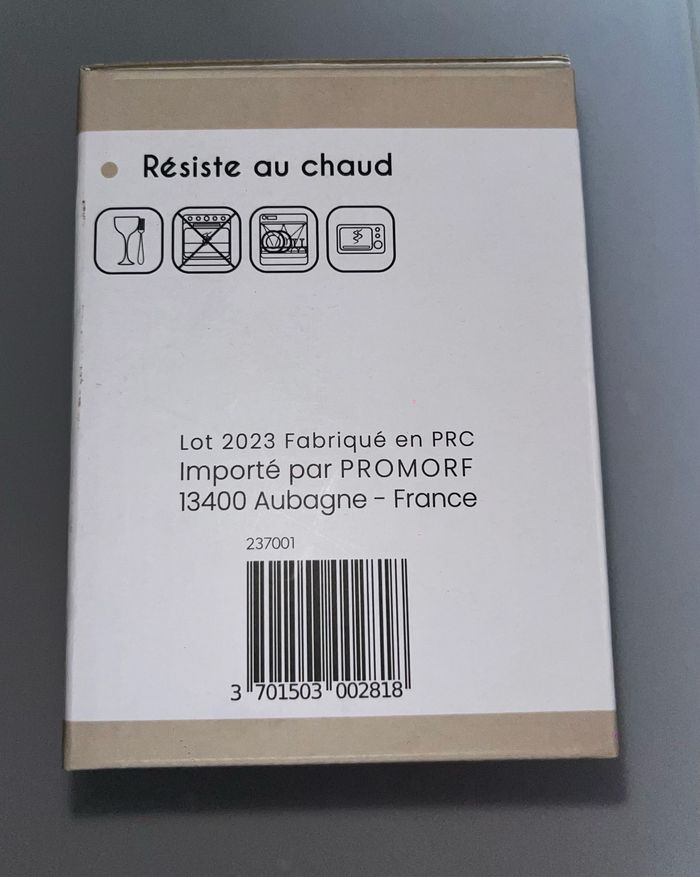 Résiste au chaud
Lot 2023 Fabriqué en PRC
Importé par PROMORF
13400 Aubagne - France
237001
3 701503 002818